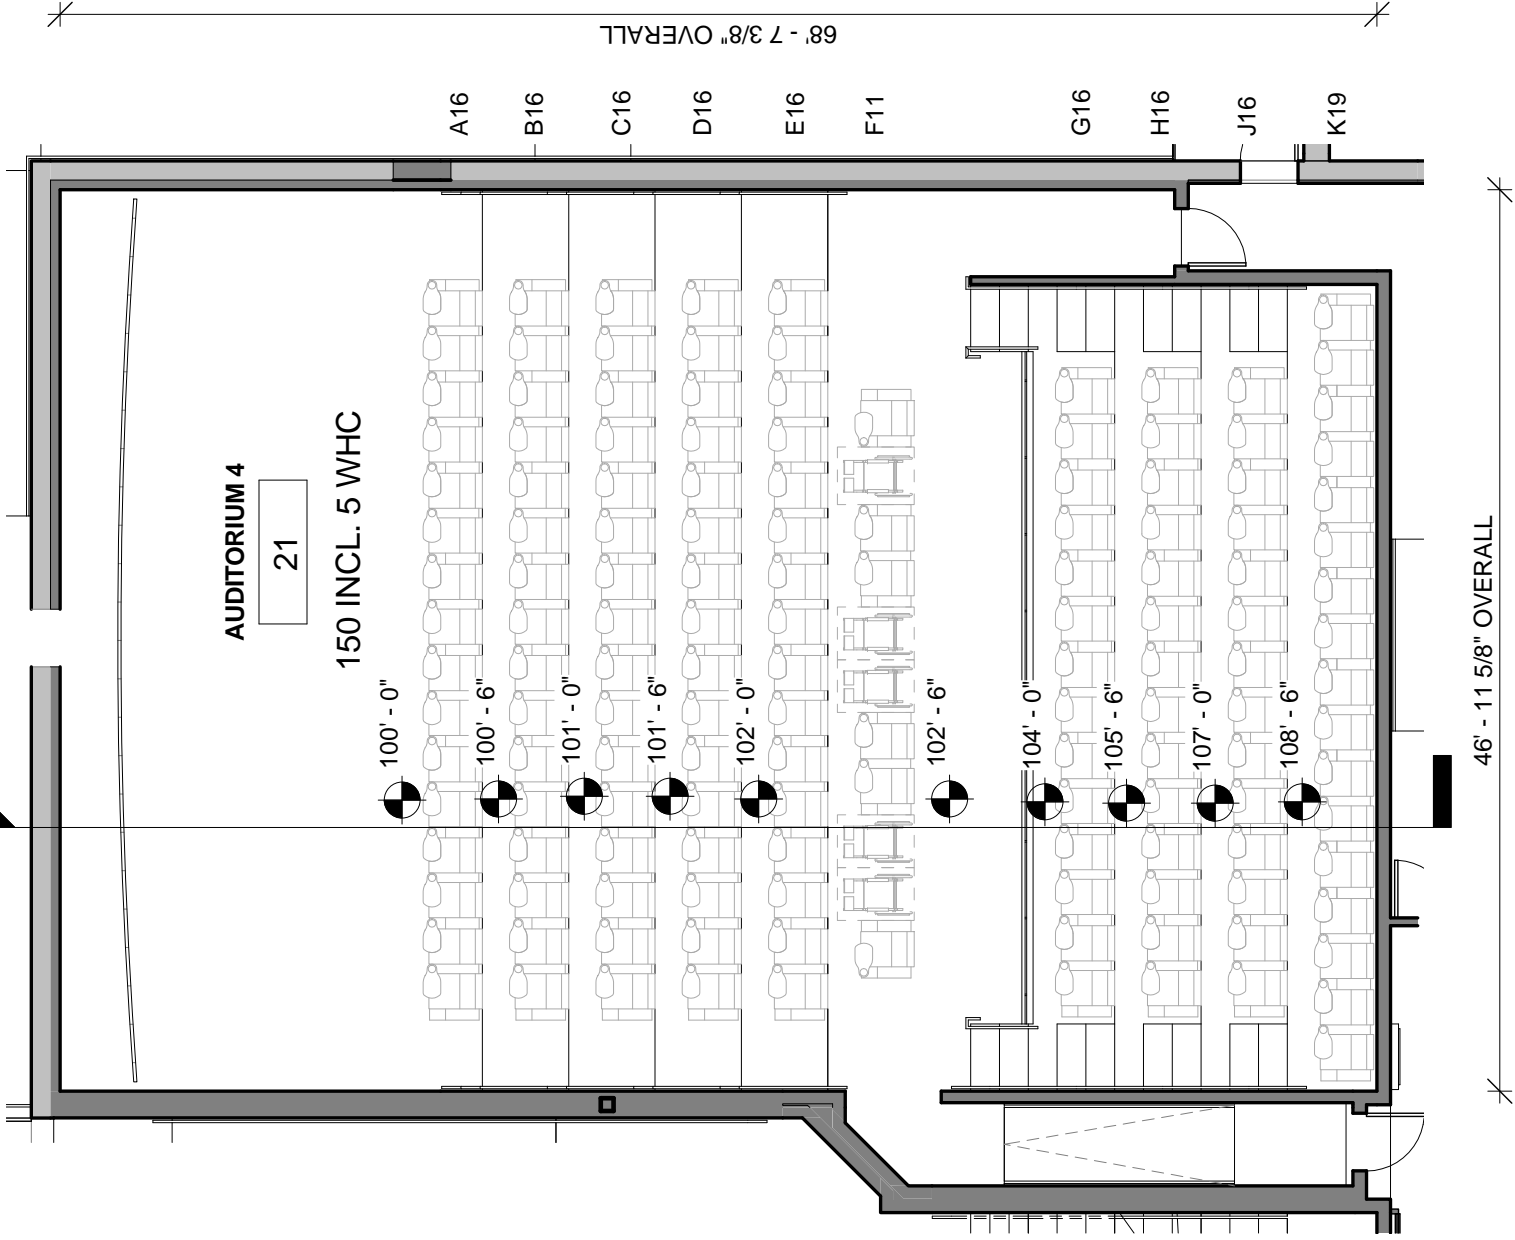 68' - 7 3/8" OVERALL
A16
B16
C16
D16
E16
F11
G16
H16
J16
K19
AUDITORIUM 4
21
150 INCL. 5 WHC
100' - 0"
100' - 6"
101' - 0"
101' - 6"
102' - 0"
102' - 6"
104' - 0"
105' - 6"
107' - 0"
108' - 6"
46' - 11 5/8" OVERALL